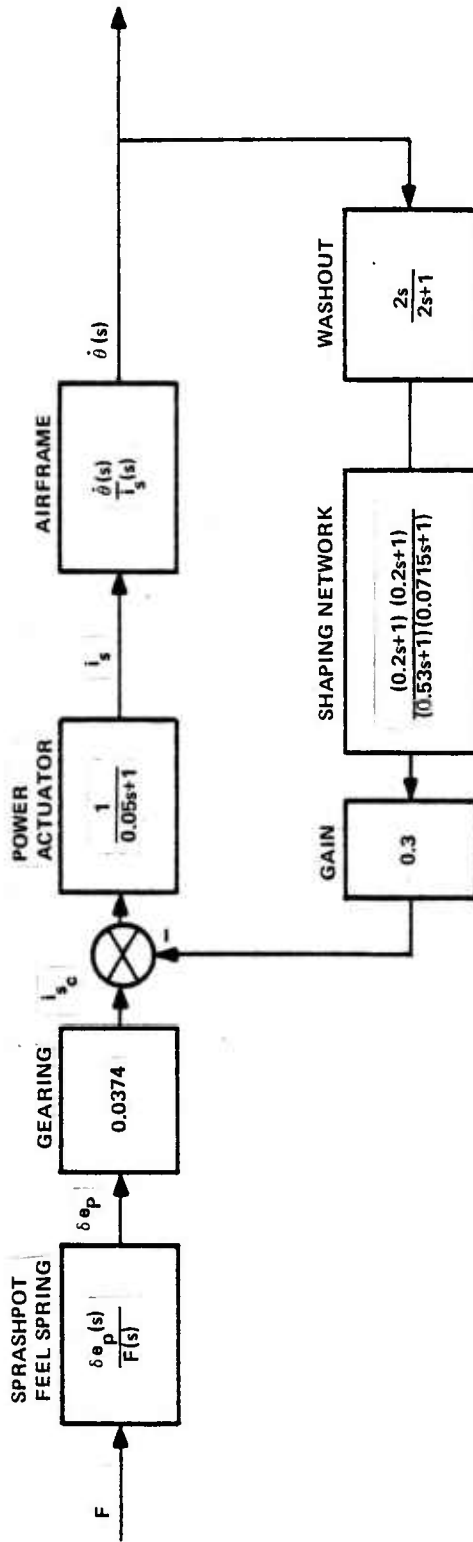 F
SPRASHPOT
FEEL SPRING
δe_p(s)
F(s)
δe_p
GEARING
0.0374
i_s_c
−
POWER
ACTUATOR
1
0.05s+1
i_s
AIRFRAME
θ̇(s)
i_s(s)
θ̇(s)
WASHOUT
2s
2s+1
SHAPING NETWORK
(0.2s+1) (0.2s+1)
(0.53s+1)(0.0715s+1)
GAIN
0.3